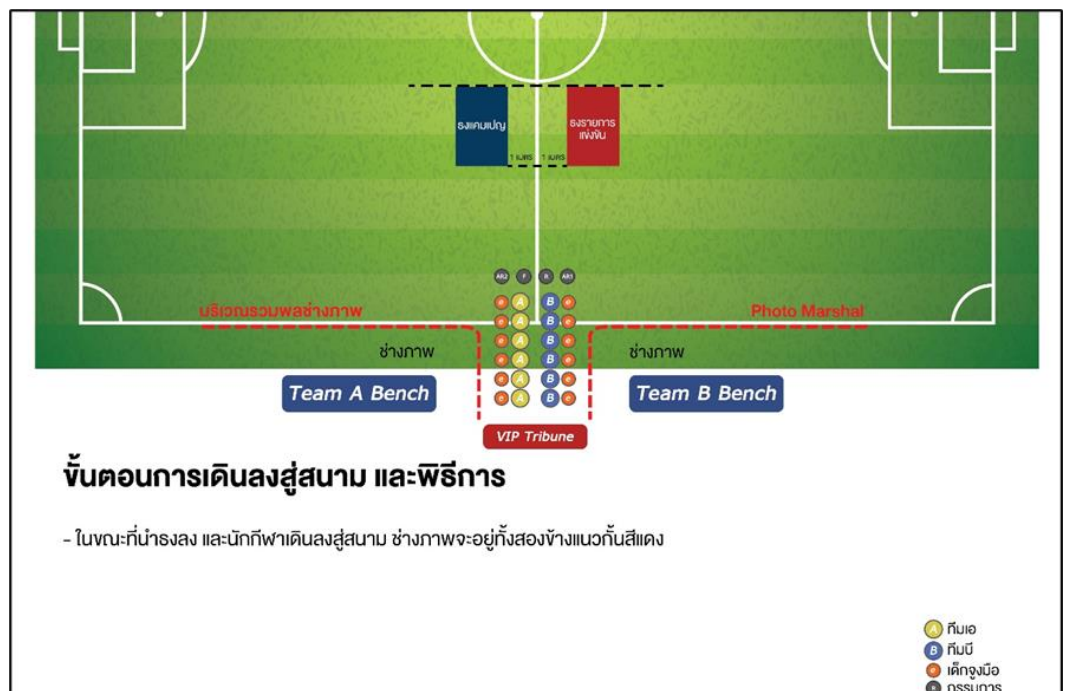 ธงแคมเปญ
ธงรายการ
แข่งขัน
1 เมตร 1 เมตร
AR2 F R AR1
e A B e
บริเวณรวมพลช่างภาพ
Photo Marshal
e A B e
e A B e
ช่างภาพ
ช่างภาพ
e A B e
e A B e
Team A Bench
Team B Bench
e A B e
VIP Tribune
ขั้นตอนการเดินลงสู่สนาม และพิธีการ
- ในขณะที่นำธงลง และนักกีฬาเดินลงสู่สนาม ช่างภาพจะอยู่ทั้งสองข้างแนวกั้นสีแดง
A ทีมเอ
B ทีมบี
e เด็กจูงมือ
R กรรมการ